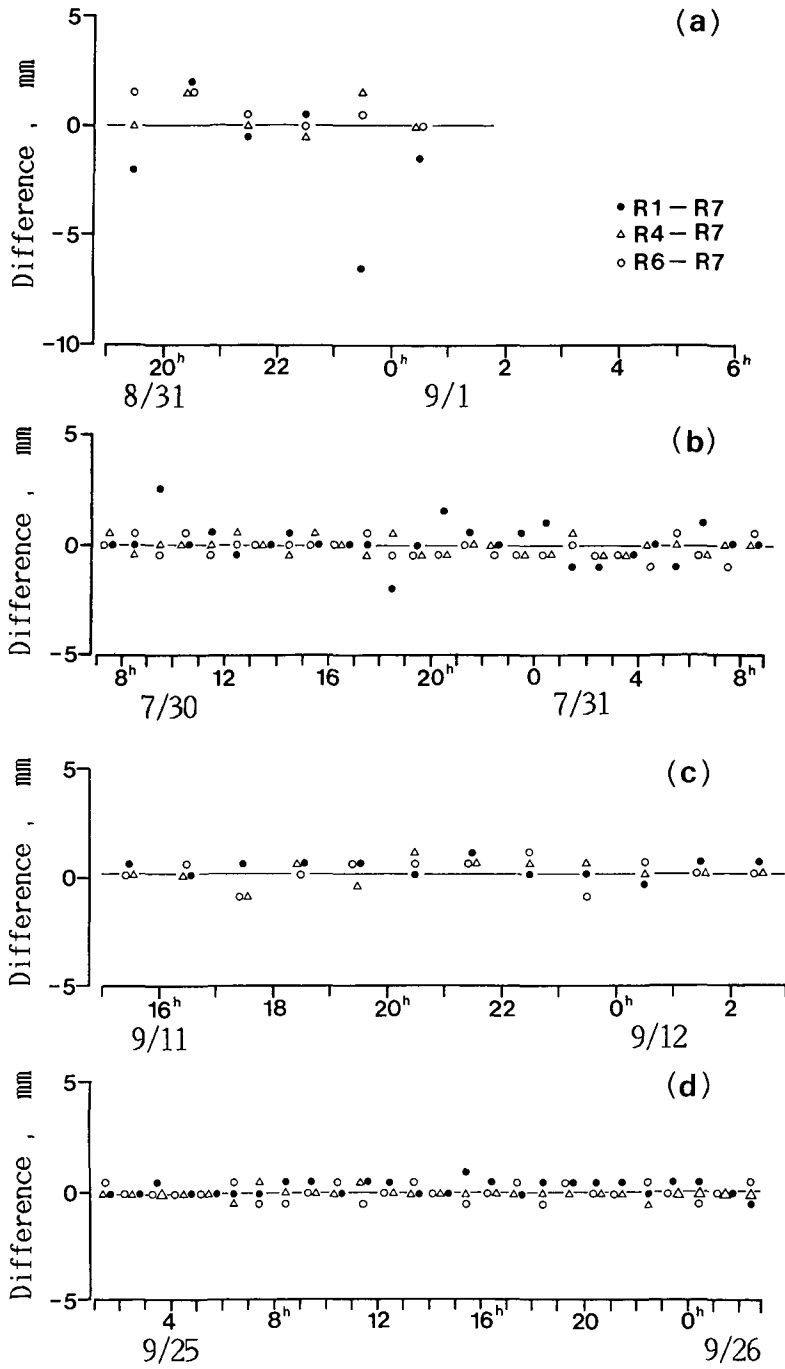 (a)
Difference , mm
5
0
-5
-10
● R1 — R7
△ R4 — R7
○ R6 — R7
20h 22 0h 2 4 6h
8/31 9/1
(b)
Difference , mm
5
0
-5
8h 12 16 20h 0 4 8h
7/30 7/31
(c)
Difference , mm
5
0
-5
16h 18 20h 22 0h 2
9/11 9/12
(d)
Difference , mm
5
0
-5
4 8h 12 16h 20 0h
9/25 9/26